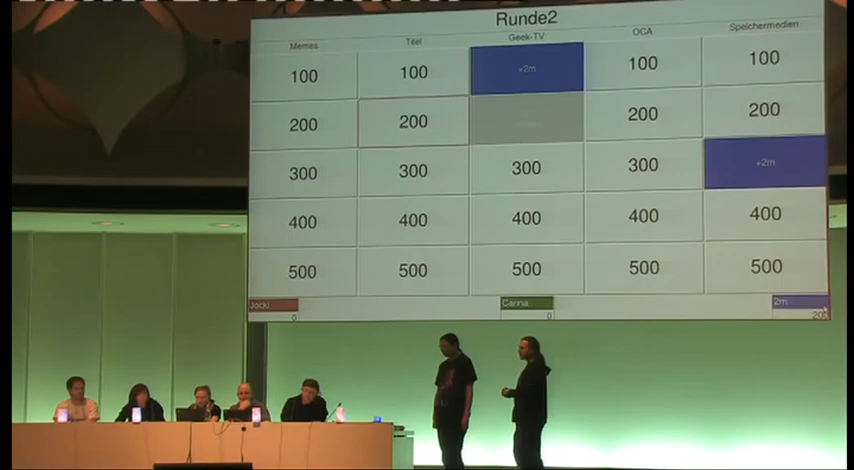 Runde2
Memes Titel Geek-TV OCA Speichermedien
100 100 +2m 100 100
200 200 200 200
300 300 300 300 +2m
400 400 400 400 400
500 500 500 500 500
Jocki Carina 2m
0 0